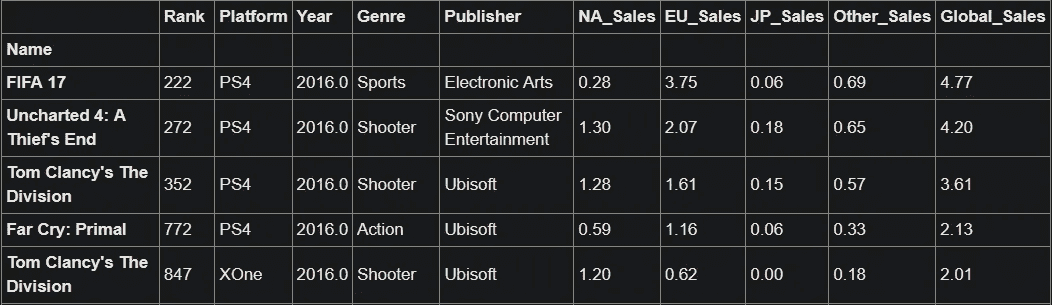 Rank Platform Year Genre Publisher NA_Sales EU_Sales JP_Sales Other_Sales Global_Sales
Name
FIFA 17 222 PS4 2016.0 Sports Electronic Arts 0.28 3.75 0.06 0.69 4.77
Uncharted 4: A Thief's End 272 PS4 2016.0 Shooter Sony Computer Entertainment 1.30 2.07 0.18 0.65 4.20
Tom Clancy's The Division 352 PS4 2016.0 Shooter Ubisoft 1.28 1.61 0.15 0.57 3.61
Far Cry: Primal 772 PS4 2016.0 Action Ubisoft 0.59 1.16 0.06 0.33 2.13
Tom Clancy's The Division 847 XOne 2016.0 Shooter Ubisoft 1.20 0.62 0.00 0.18 2.01